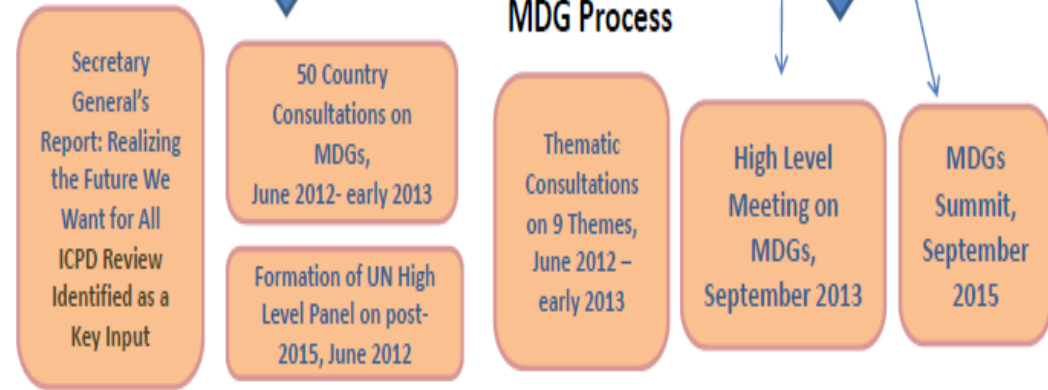 MDG Process
Secretary
General's
Report: Realizing
the Future We
Want for All
ICPD Review
Identified as a
Key Input
50 Country
Consultations on
MDGs,
June 2012- early 2013
Formation of UN High
Level Panel on post-
2015, June 2012
Thematic
Consultations
on 9 Themes,
June 2012 –
early 2013
High Level
Meeting on
MDGs,
September 2013
MDGs
Summit,
September
2015